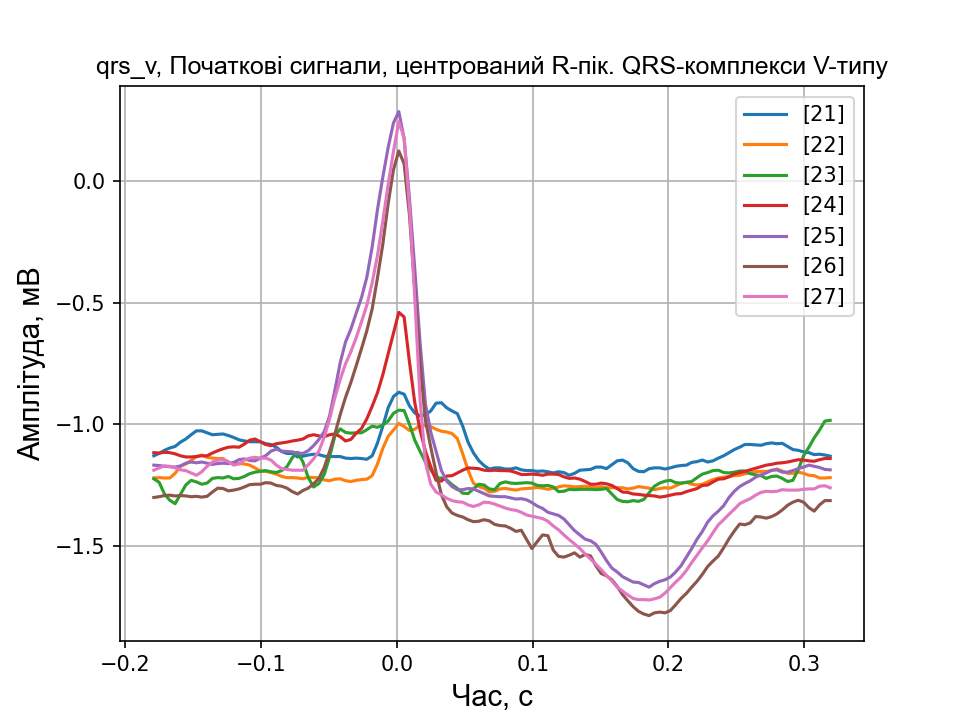 qrs_v, Початкові сигнали, центрований R-пік. QRS-комплекси V-типу
[21]
[22]
[23]
[24]
[25]
[26]
[27]
Амплітуда, мВ
0.0
−0.5
−1.0
−1.5
−0.2 −0.1 0.0 0.1 0.2 0.3
Час, с